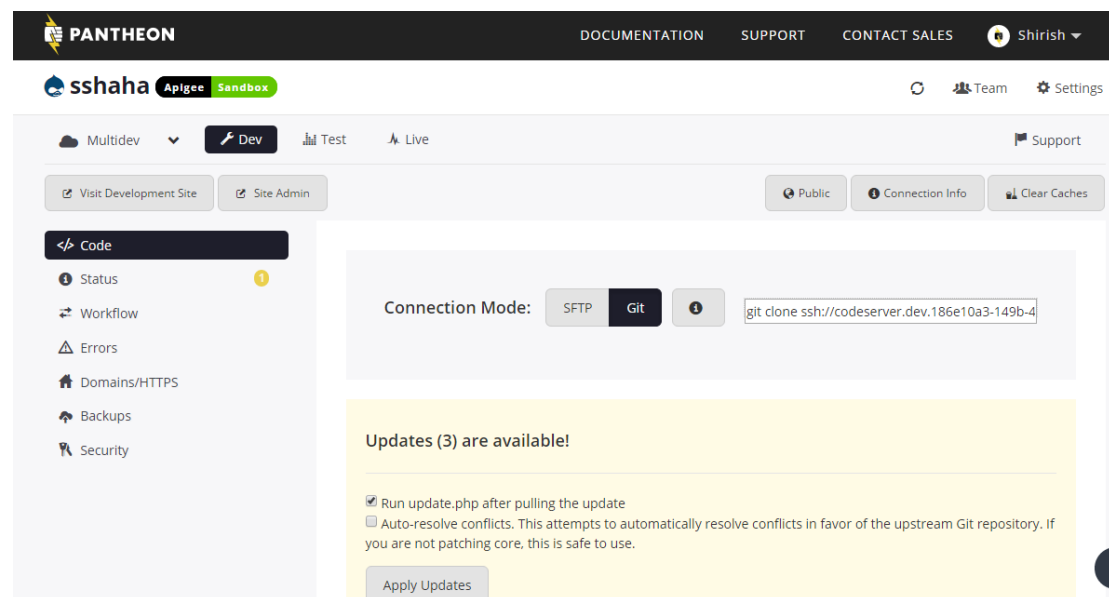 PANTHEON DOCUMENTATION SUPPORT CONTACT SALES Shirish
sshaha Apigee Sandbox Team Settings
Multidev Dev Test Live Support
Visit Development Site Site Admin Public Connection Info Clear Caches
Code
Status 1
Workflow
Errors
Domains/HTTPS
Backups
Security
Connection Mode: SFTP Git git clone ssh://codeserver.dev.186e10a3-149b-4
Updates (3) are available!
Run update.php after pulling the update
Auto-resolve conflicts. This attempts to automatically resolve conflicts in favor of the upstream Git repository. If
you are not patching core, this is safe to use.
Apply Updates